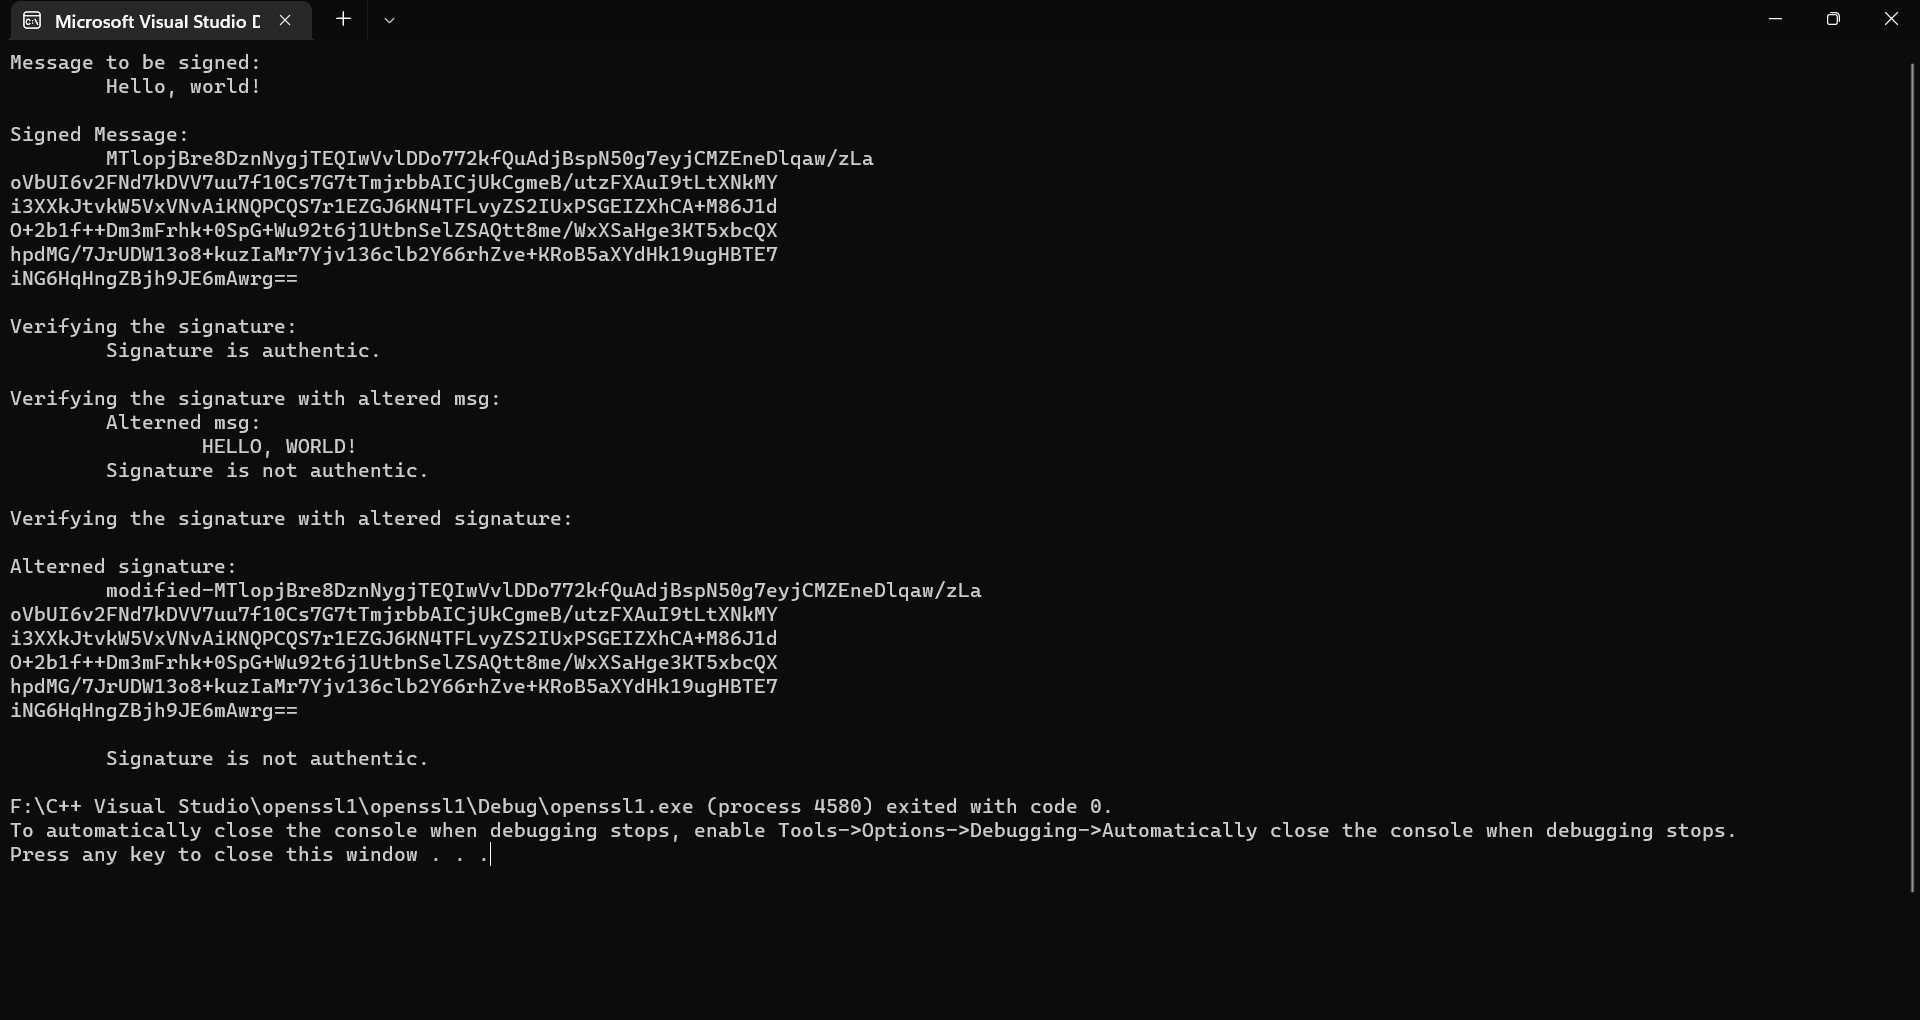 Microsoft Visual Studio D
Message to be signed:
Hello, world!
Signed Message:
MTlopjBre8DznNygjTEQIwVvlDDo772kfQuAdjBspN50g7eyjCMZEneDlqaw/zLa
oVbUI6v2FNd7kDVV7uu7f10Cs7G7tTmjrbbAICjUkCgmeB/utzFXAuI9tLtXNkMY
i3XXkJtvkW5VxVNvAiKNQPCQS7r1EZGJ6KN4TFLvyZS2IUxPSGEIZXhCA+M86J1d
O+2b1f++Dm3mFrhk+0SpG+Wu92t6j1UtbnSelZSAQtt8me/WxXSaHge3KT5xbcQX
hpdMG/7JrUDW13o8+kuzIaMr7Yjv136clb2Y66rhZve+KRoB5aXYdHk19ugHBTE7
iNG6HqHngZBjh9JE6mAwrg==
Verifying the signature:
Signature is authentic.
Verifying the signature with altered msg:
Alterned msg:
HELLO, WORLD!
Signature is not authentic.
Verifying the signature with altered signature:
Alterned signature:
modified-MTlopjBre8DznNygjTEQIwVvlDDo772kfQuAdjBspN50g7eyjCMZEneDlqaw/zLa
oVbUI6v2FNd7kDVV7uu7f10Cs7G7tTmjrbbAICjUkCgmeB/utzFXAuI9tLtXNkMY
i3XXkJtvkW5VxVNvAiKNQPCQS7r1EZGJ6KN4TFLvyZS2IUxPSGEIZXhCA+M86J1d
O+2b1f++Dm3mFrhk+0SpG+Wu92t6j1UtbnSelZSAQtt8me/WxXSaHge3KT5xbcQX
hpdMG/7JrUDW13o8+kuzIaMr7Yjv136clb2Y66rhZve+KRoB5aXYdHk19ugHBTE7
iNG6HqHngZBjh9JE6mAwrg==
Signature is not authentic.
F:\C++ Visual Studio\openssl1\openssl1\Debug\openssl1.exe (process 4580) exited with code 0.
To automatically close the console when debugging stops, enable Tools->Options->Debugging->Automatically close the console when debugging stops.
Press any key to close this window . . .